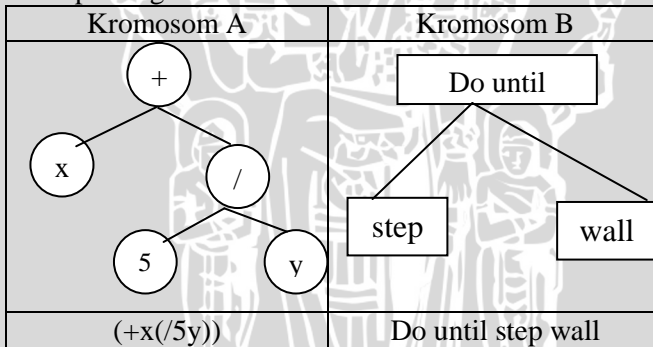 Kromosom A
Kromosom B
+
x
/
5
y
Do until
step
wall
(+x(/5y))
Do until step wall